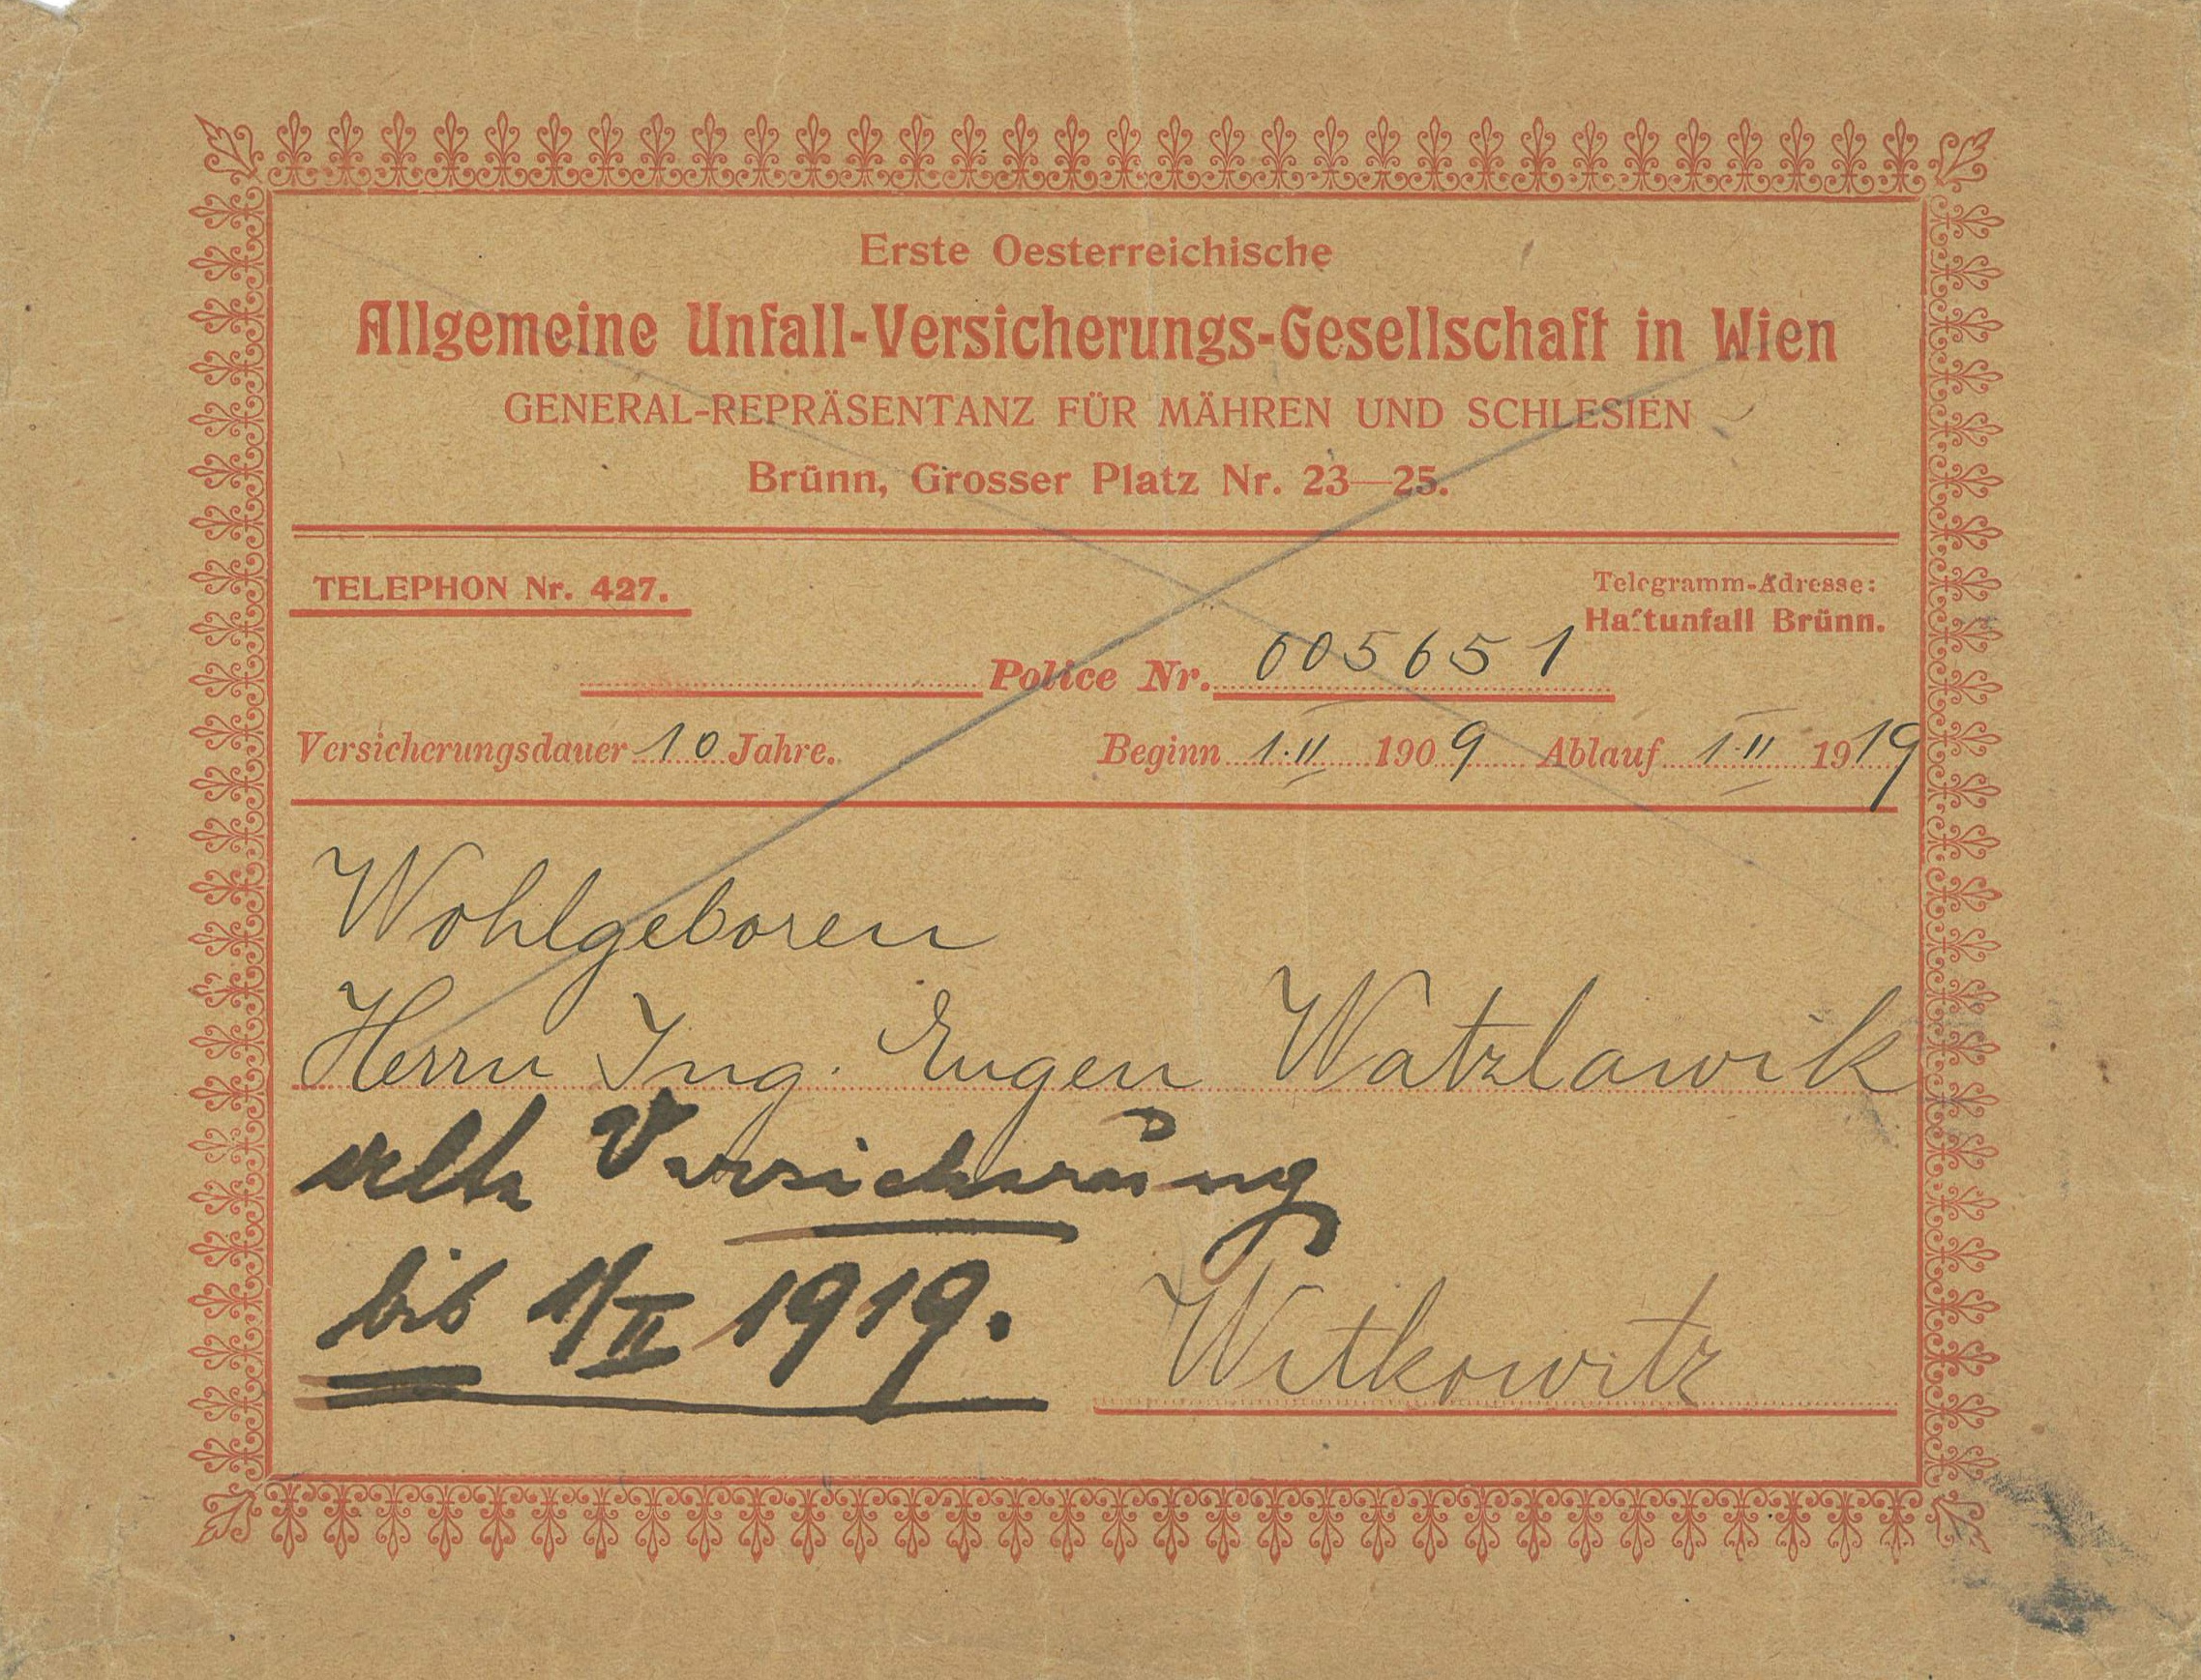 Erste Oesterreichische
Allgemeine Unfall-Versicherungs-Gesellschaft in Wien
GENERAL-REPRÄSENTANZ FÜR MÄHREN UND SCHLESIEN
Brünn, Grosser Platz Nr. 23—25.
TELEPHON Nr. 427.
Telegramm-Adresse:
Haftunfall Brünn.
Police Nr. 605651
Versicherungsdauer 10 Jahre. Beginn 1.II 1909 Ablauf 1.II 1919
Wohlgeboren
Herrn Ing. Eugen Watzlawik
Versicherung
bis 1/II 1919.
Witkowitz